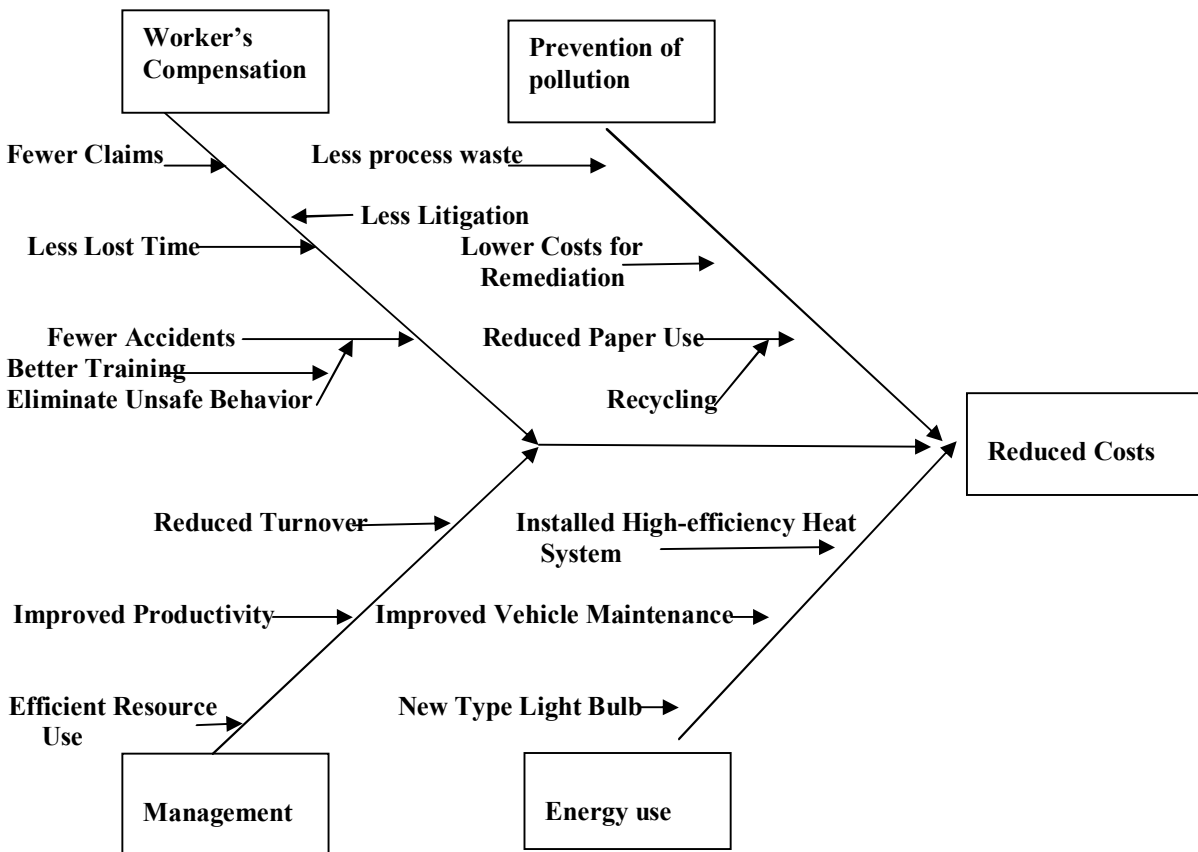 Worker’s
Compensation
Prevention of
pollution
Fewer Claims
Less process waste
Less Litigation
Less Lost Time
Lower Costs for
Remediation
Fewer Accidents
Reduced Paper Use
Better Training
Eliminate Unsafe Behavior
Recycling
Reduced Costs
Reduced Turnover
Installed High-efficiency Heat
System
Improved Productivity
Improved Vehicle Maintenance
Efficient Resource
Use
New Type Light Bulb
Management
Energy use